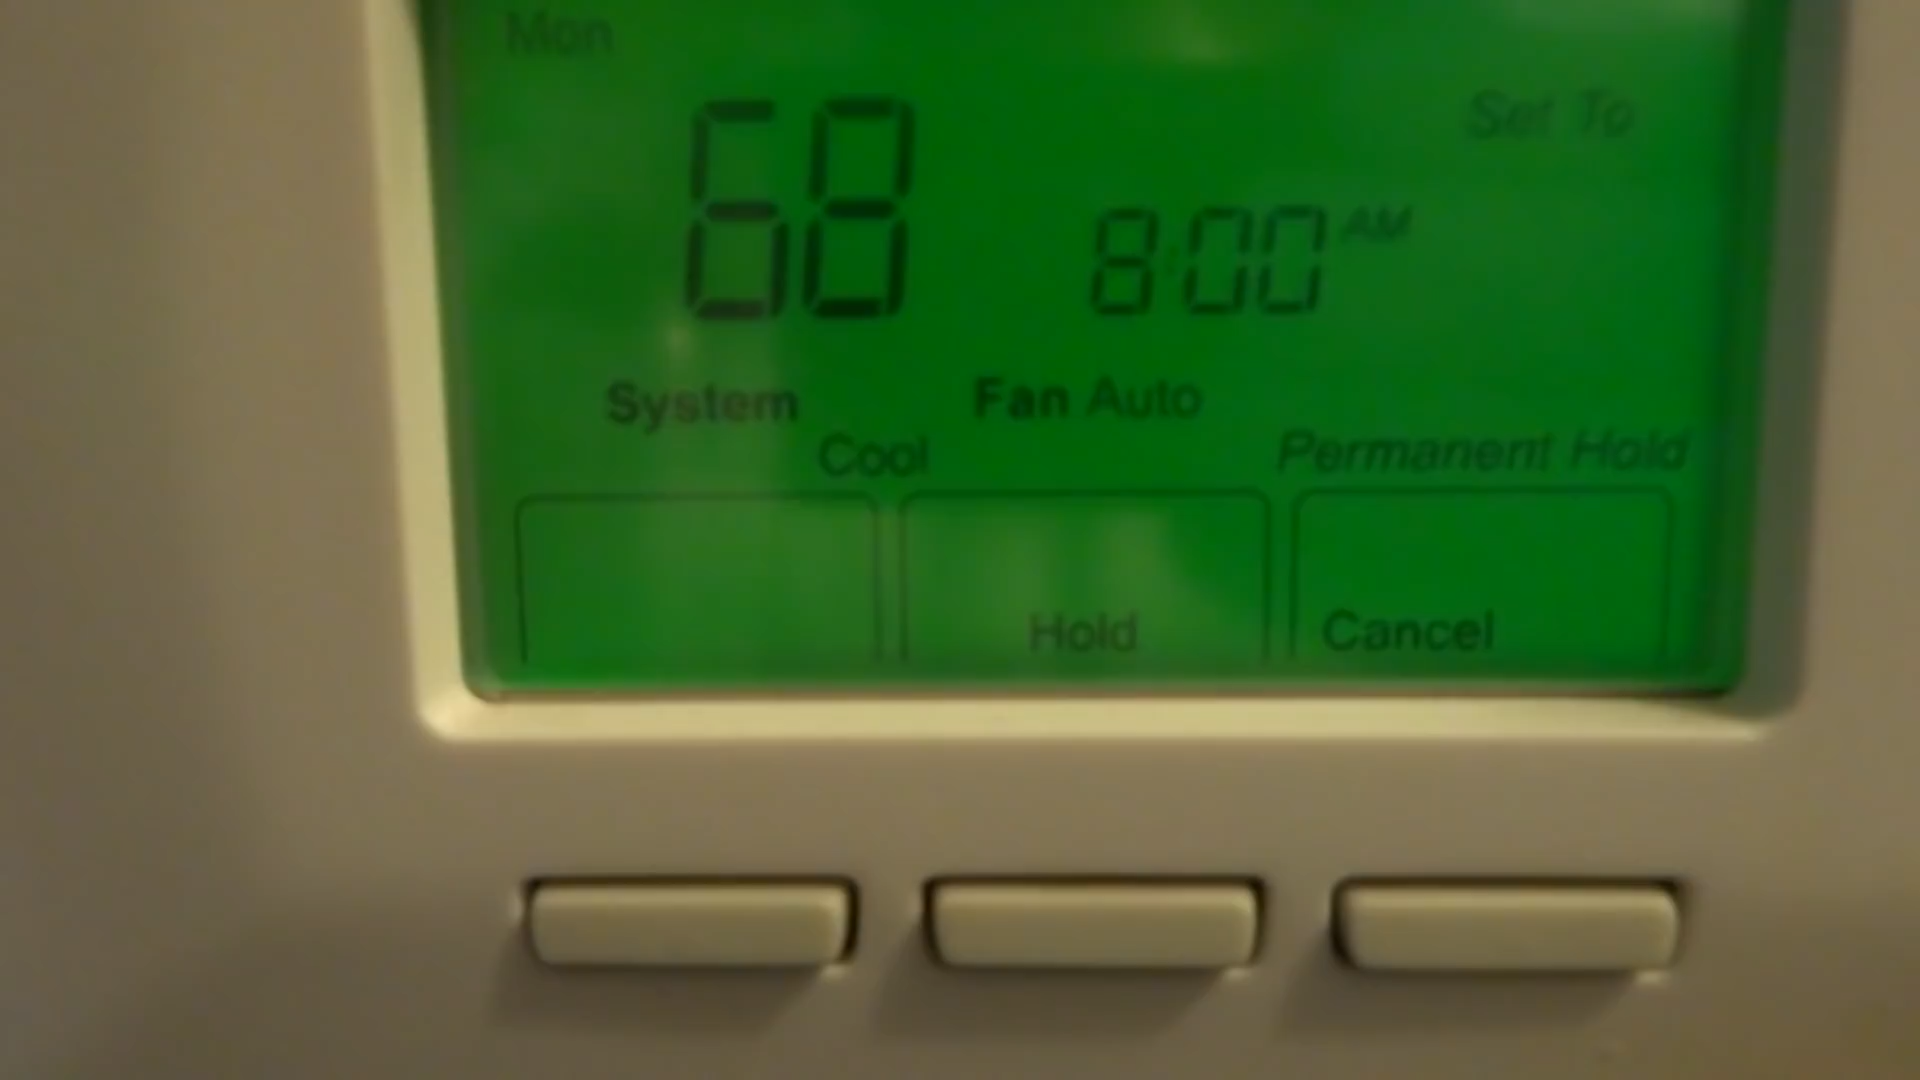 Mon
Set To
68 8:00 AM
System Fan Auto
Cool Permanent Hold
Hold Cancel